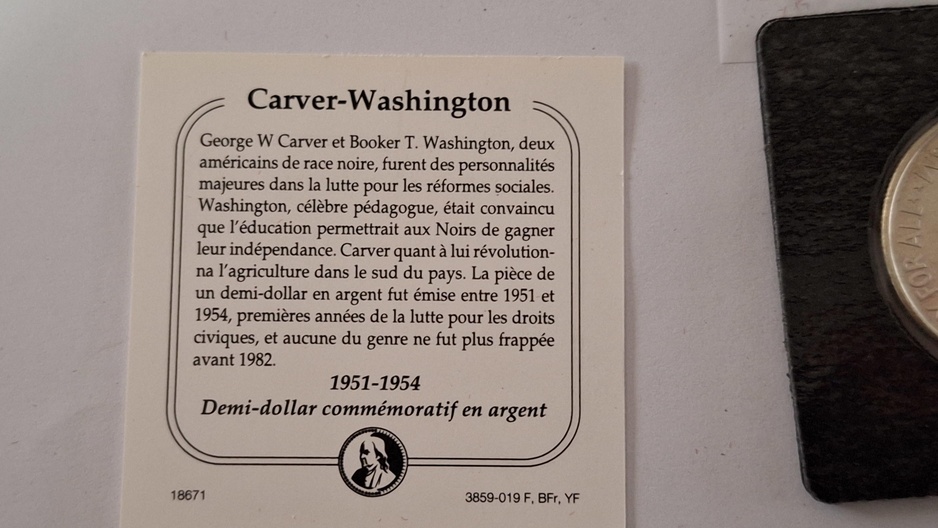 Carver-Washington
George W Carver et Booker T. Washington, deux
américains de race noire, furent des personnalités
majeures dans la lutte pour les réformes sociales.
Washington, célèbre pédagogue, était convaincu
que l'éducation permettrait aux Noirs de gagner
leur indépendance. Carver quant à lui révolution-
na l'agriculture dans le sud du pays. La pièce de
un demi-dollar en argent fut émise entre 1951 et
1954, premières années de la lutte pour les droits
civiques, et aucune du genre ne fut plus frappée
avant 1982.
1951-1954
Demi-dollar commémoratif en argent
18671
3859-019 F, BFr, YF
FOR ALL